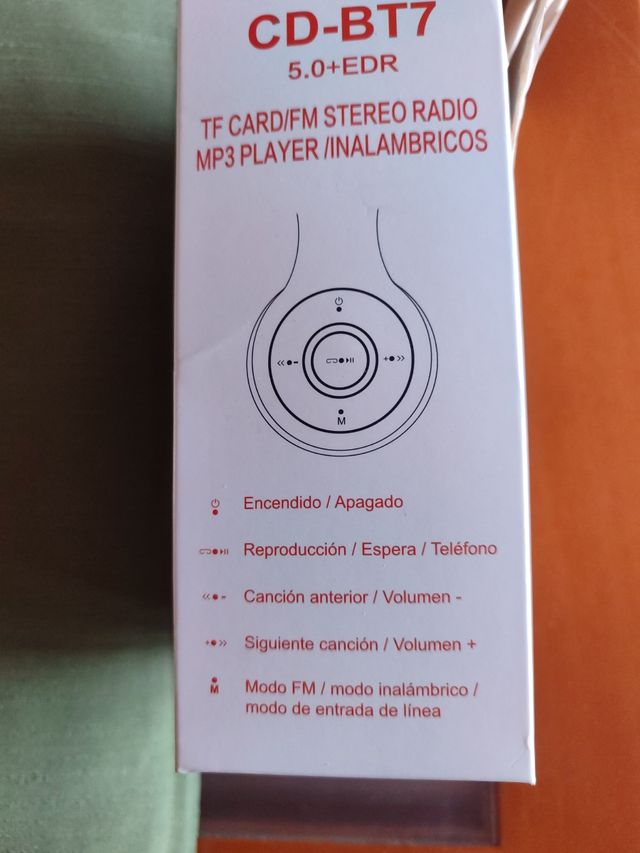 CD-BT7
5.0+EDR
TF CARD/FM STEREO RADIO
MP3 PLAYER /INALAMBRICOS
M
Encendido / Apagado
Reproducción / Espera / Teléfono
Canción anterior / Volumen -
Siguiente canción / Volumen +
M Modo FM / modo inalámbrico /
modo de entrada de línea